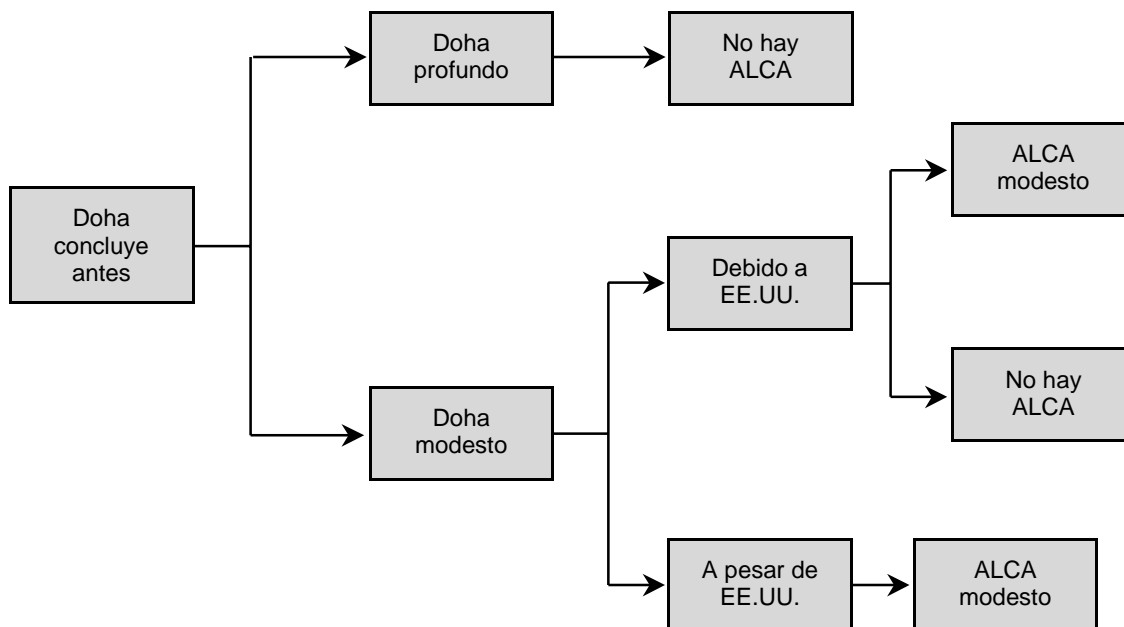 Doha
profundo
No hay
ALCA
ALCA
modesto
Doha
concluye
antes
Debido a
EE.UU.
No hay
ALCA
Doha
modesto
A pesar de
EE.UU.
ALCA
modesto